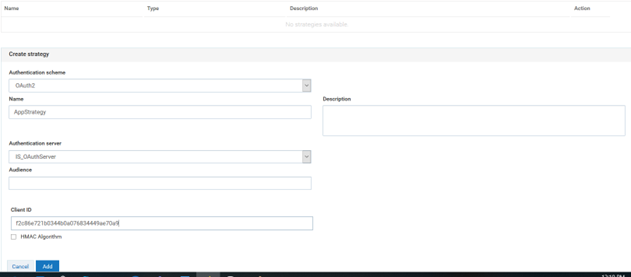 Name Type Description Action
No strategies available
Create strategy
Authentication scheme
OAuth2
Name Description
AppStrategy
Authentication server
IS_OAuthServer
Audience
Client ID
f2c86e721b0344b0a076834449ae70a9
HMAC Algorithm
Cancel Add